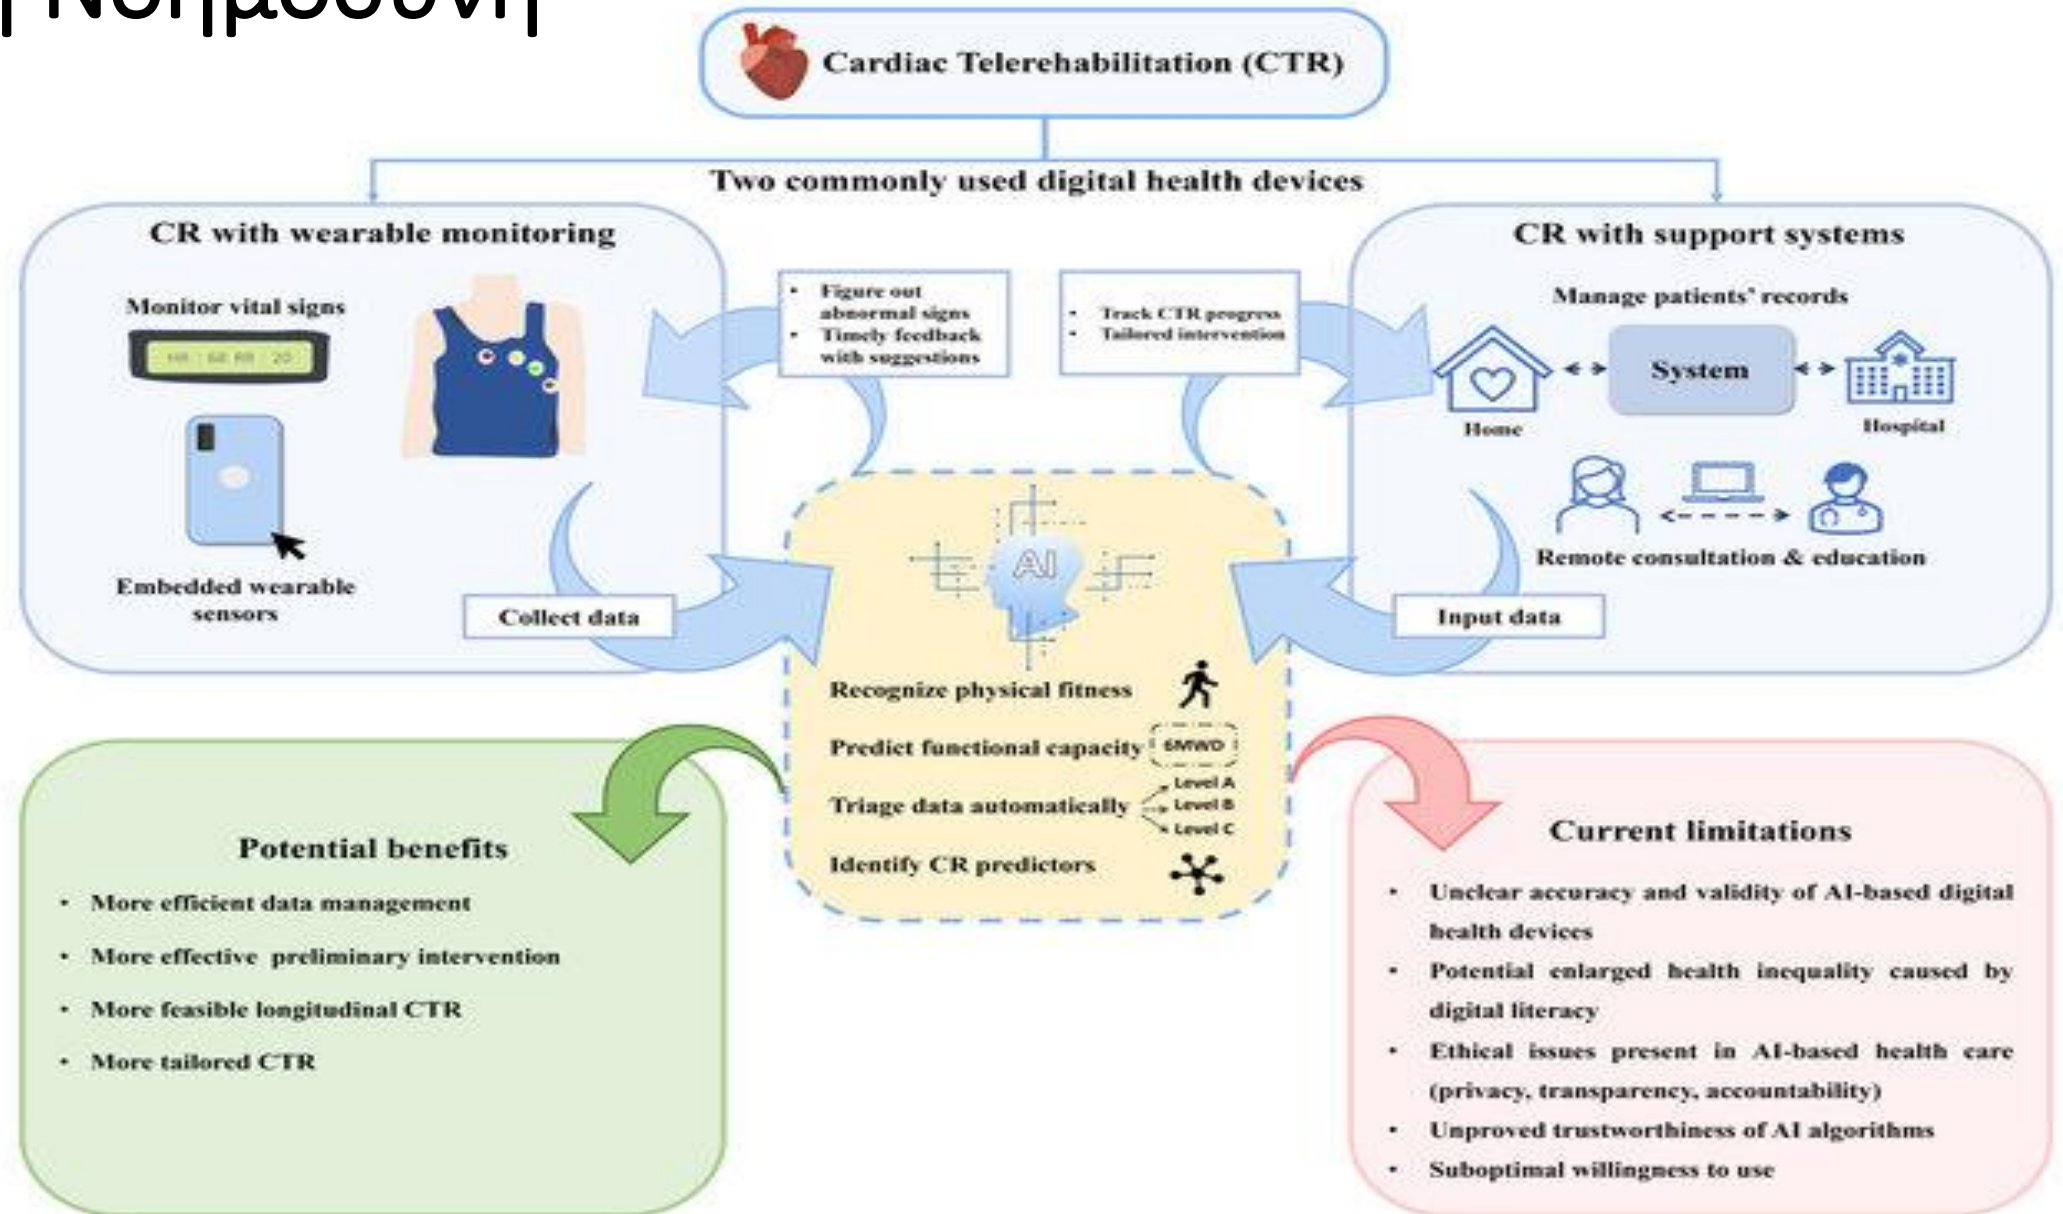 η Νοημοσύνη
Cardiac Telerehabilitation (CTR)
Two commonly used digital health devices
CR with wearable monitoring
Monitor vital signs
HR : 60 RR : 20
Embedded wearable
sensors
Collect data
• Figure out
abnormal signs
• Timely feedback
with suggestions
• Track CTR progress
• Tailored intervention
CR with support systems
Manage patients' records
System
Home
Hospital
Remote consultation & education
Input data
AI
Recognize physical fitness
Predict functional capacity
6MWD
Triage data automatically
Level A
Level B
Level C
Identify CR predictors
Potential benefits
• More efficient data management
• More effective preliminary intervention
• More feasible longitudinal CTR
• More tailored CTR
Current limitations
• Unclear accuracy and validity of AI-based digital
health devices
• Potential enlarged health inequality caused by
digital literacy
• Ethical issues present in AI-based health care
(privacy, transparency, accountability)
• Unproved trustworthiness of AI algorithms
• Suboptimal willingness to use